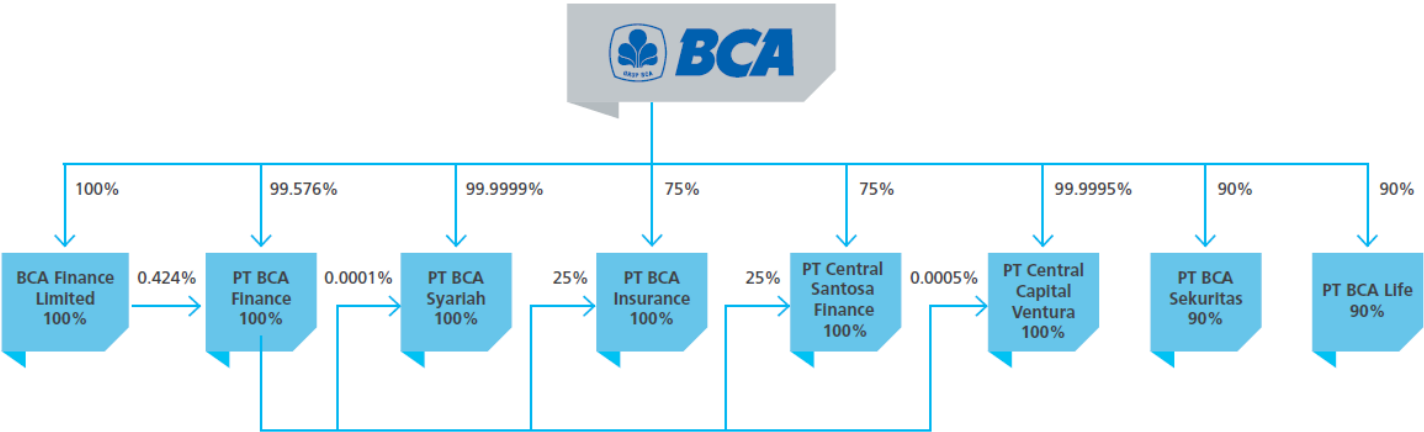 GRUP BCA
BCA
100%
99.576%
99.9999%
75%
75%
99.9995%
90%
90%
BCA Finance
Limited
100%
0.424%
PT BCA
Finance
100%
0.0001%
PT BCA
Syariah
100%
25%
PT BCA
Insurance
100%
25%
PT Central
Santosa
Finance
100%
0.0005%
PT Central
Capital
Ventura
100%
PT BCA
Sekuritas
90%
PT BCA Life
90%